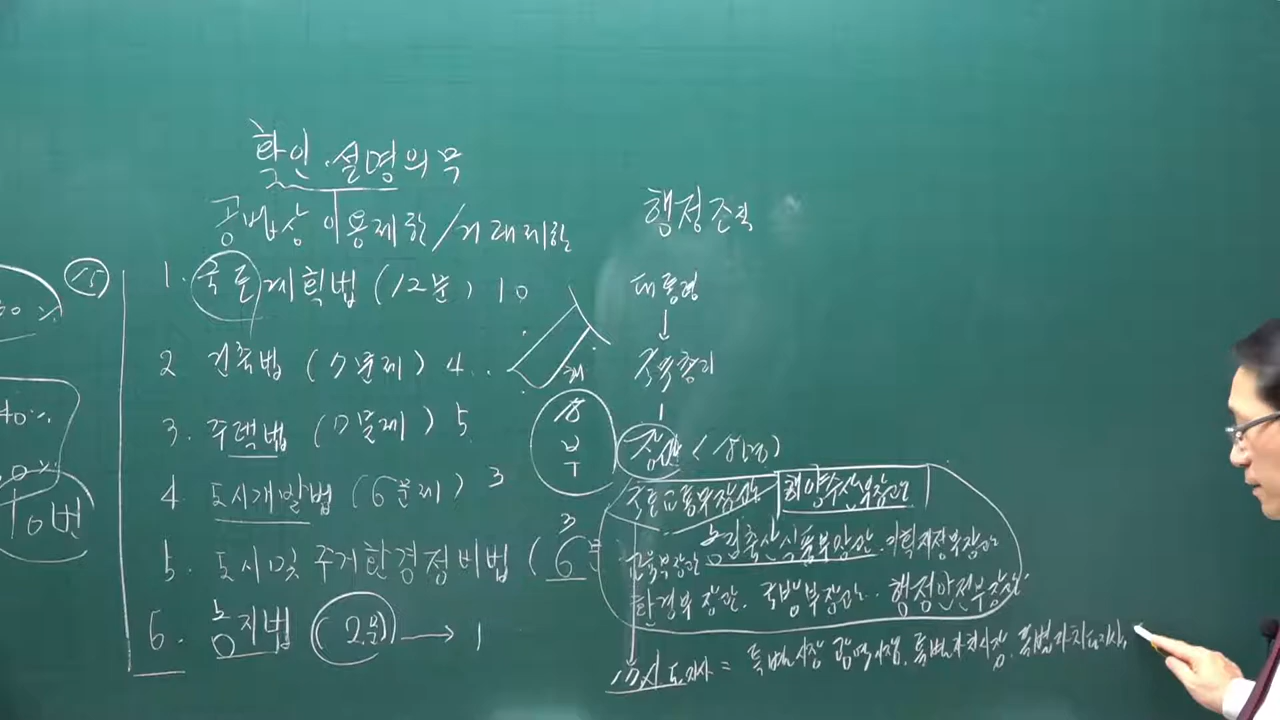 확인·설명의무
공법상 이용제한/거래제한
1. 국토계획법 (12문) 10
2 건축법 (7문제) 4
3. 주택법 (7문제) 5
4 도시개발법 (6문제) 3
5. 도시 및 주거환경정비법 (6문
3
6. 농지법 (2문) → 1
15
40%
부
행정조직
대통령
↓
국무총리
장관
국토교통부장관 해양수산부장관
교육부장관 농림축산식품부장관 기획재정부장관
환경부장관. 국방부장관. 행정안전부장관
시·도지사 = 특별시장 광역시장, 특별자치시장, 특별자치도지사,